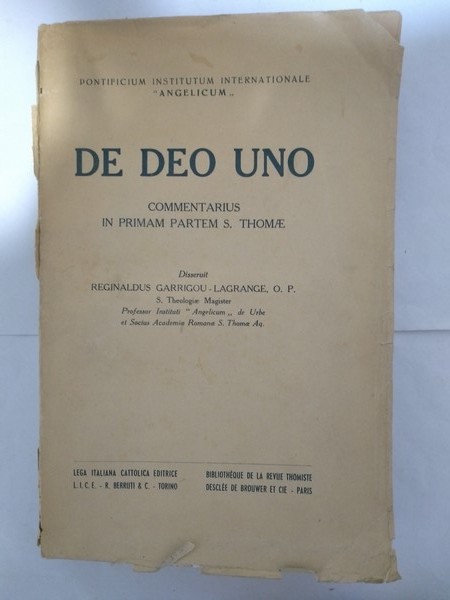 PONTIFICIUM INSTITUTUM INTERNATIONALE
"ANGELICUM„
DE DEO UNO
COMMENTARIUS
IN PRIMAM PARTEM S. THOMÆ
Disseruit
REGINALDUS GARRIGOU-LAGRANGE, O. P.
S. Theologiæ Magister
Professor Instituti "Angelicum„ de Urbe
et Socius Academiæ Romanæ S. Thomæ Aq.
LEGA ITALIANA CATTOLICA EDITRICE
L.I.C.E. - R. BERRUTI & C. - TORINO
BIBLIOTHÈQUE DE LA REVUE THOMISTE
DESCLÉE DE BROUWER ET CIE - PARIS